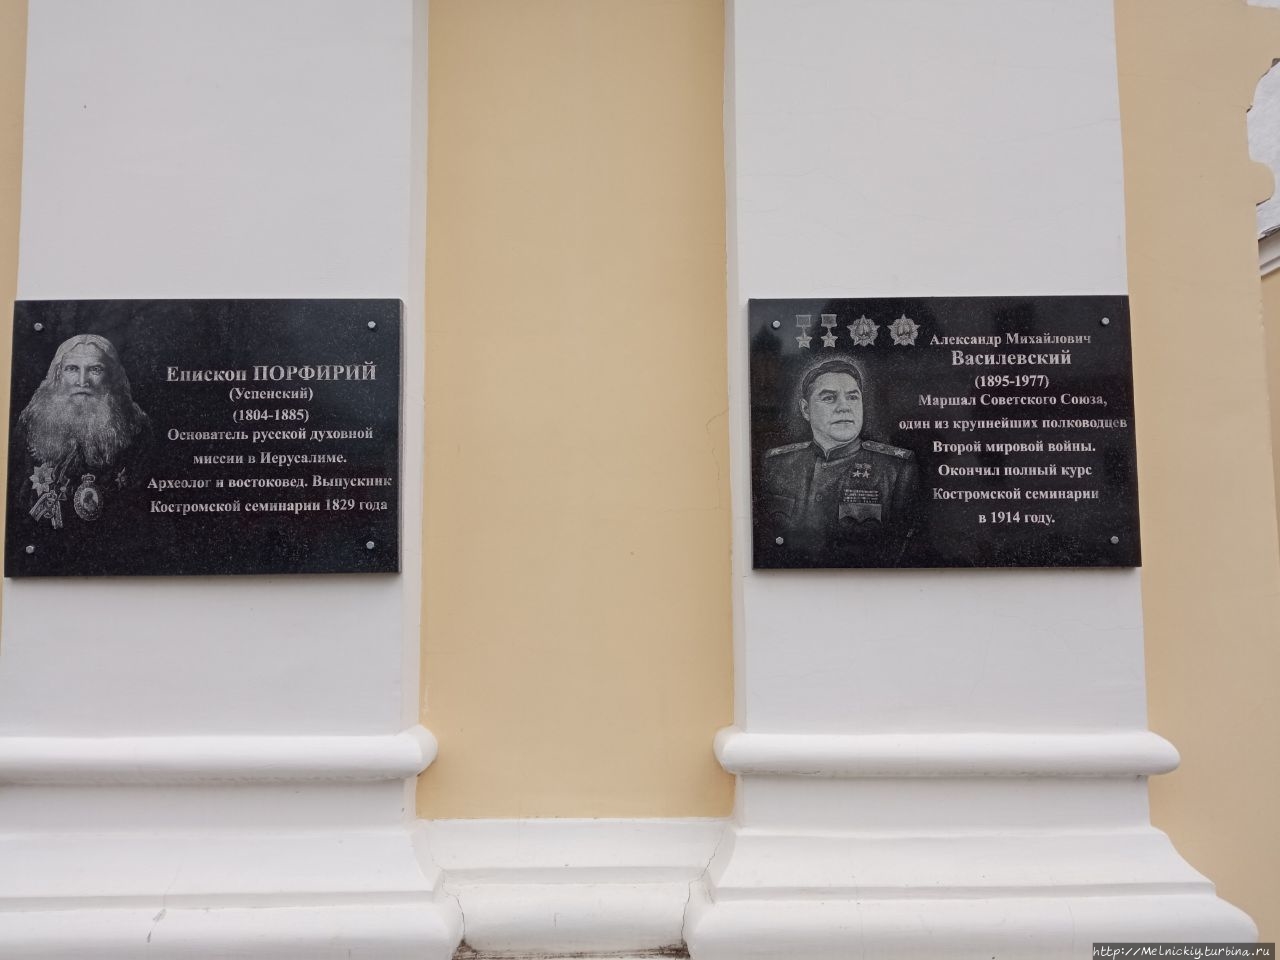 Епископ ПОРФИРИЙ
(Успенский)
(1804-1885)
Основатель русской духовной
миссии в Иерусалиме.
Археолог и востоковед. Выпускник
Костромской семинарии 1829 года
Александр Михайлович
Василевский
(1895-1977)
Маршал Советского Союза,
один из крупнейших полководцев
Второй мировой войны.
Окончил полный курс
Костромской семинарии
в 1914 году.
http://Melnickiy.turbina.ru